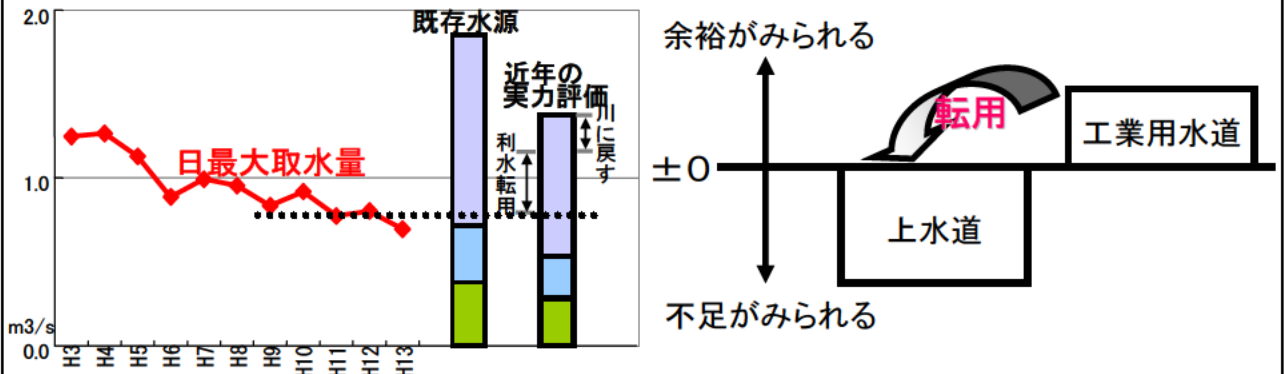 2.0
1.0
m3/s
0.0
既存水源
近年の
実力評価
川に戻す
利水転用
日最大取水量
H3
H4
H5
H6
H7
H8
H9
H10
H11
H12
H13
余裕がみられる
転用
工業用水道
±0
上水道
不足がみられる